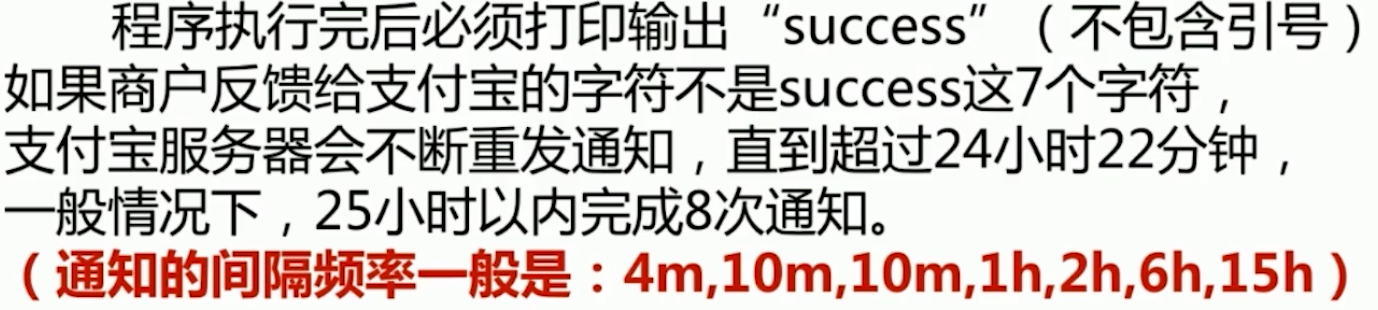 程序执行完后必须打印输出“success”（不包含引号）
如果商户反馈给支付宝的字符不是success这7个字符，
支付宝服务器会不断重发通知，直到超过24小时22分钟，
一般情况下，25小时以内完成8次通知。
（通知的间隔频率一般是：4m,10m,10m,1h,2h,6h,15h）